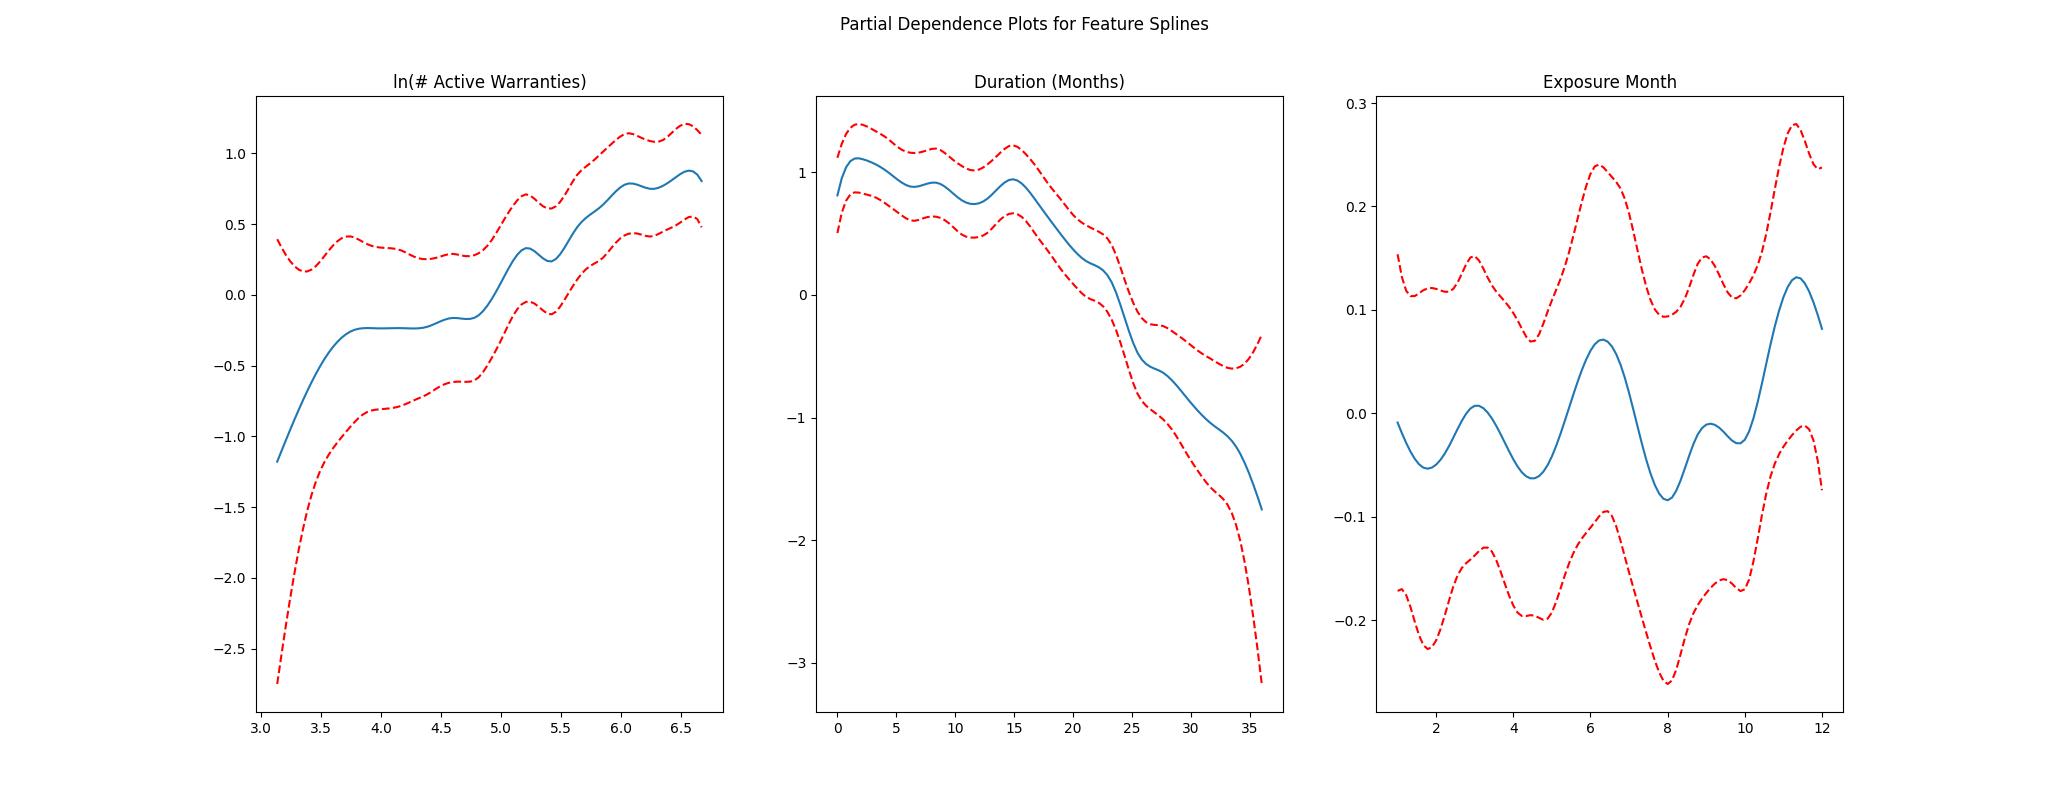 Partial Dependence Plots for Feature Splines
ln(# Active Warranties)
1.0
0.5
0.0
−0.5
−1.0
−1.5
−2.0
−2.5
3.0 3.5 4.0 4.5 5.0 5.5 6.0 6.5
Duration (Months)
1
0
−1
−2
−3
0 5 10 15 20 25 30 35
Exposure Month
0.3
0.2
0.1
0.0
−0.1
−0.2
2 4 6 8 10 12